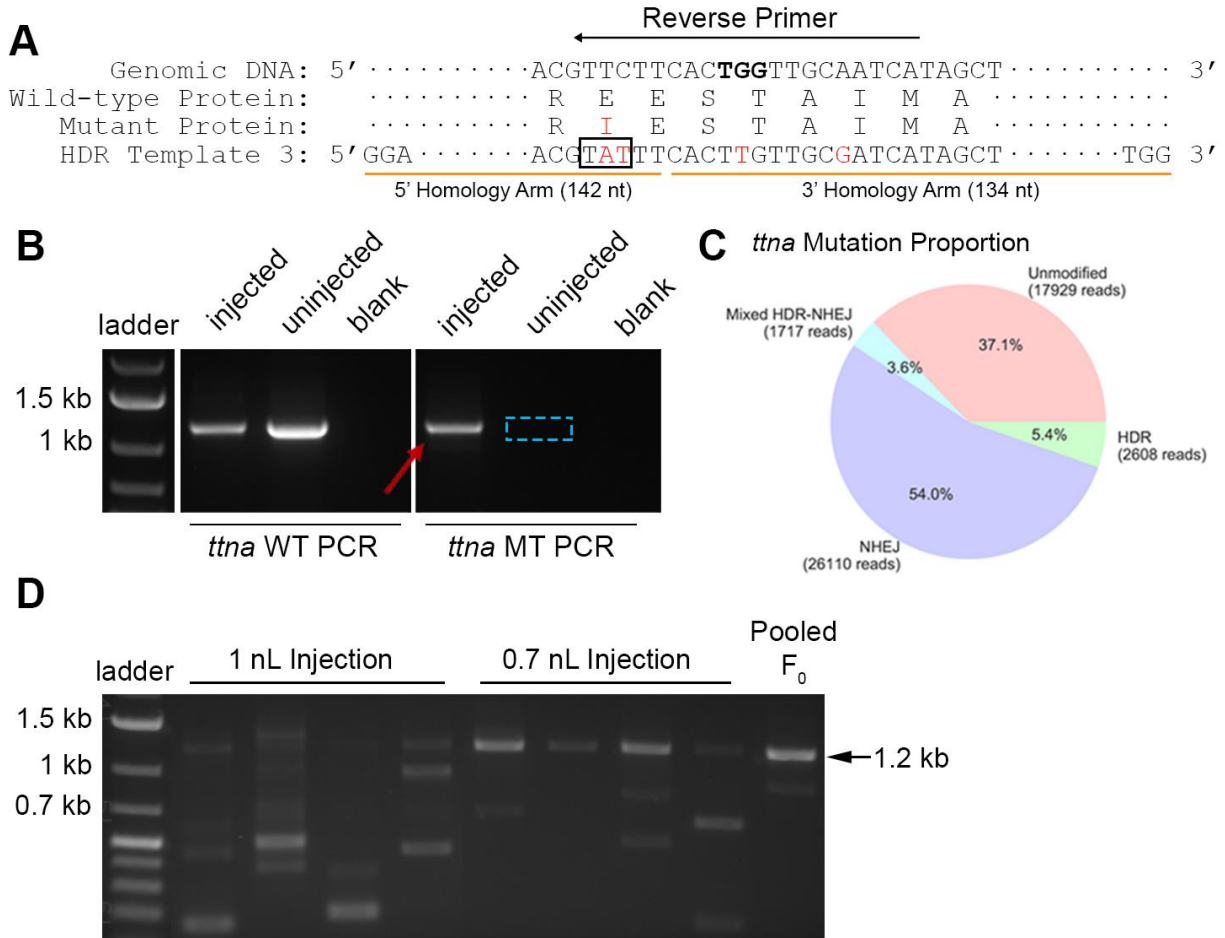 A
Reverse Primer
Genomic DNA: 5′ ··········ACGTTCTTCACTGGTTGCAATCATAGCT·········· 3′
Wild-type Protein: ·········· R E E S T A I M A ··········
Mutant Protein: ·········· R I E S T A I M A ··········
HDR Template 3: 5′GGA·······ACGTATTTCACTTGTTGCGATCATAGCT·······TGG 3′
5’ Homology Arm (142 nt) 3’ Homology Arm (134 nt)
B
ladder injected uninjected blank injected uninjected blank
1.5 kb
1 kb
ttna WT PCR ttna MT PCR
C ttna Mutation Proportion
Unmodified
(17929 reads)
37.1%
Mixed HDR-NHEJ
(1717 reads)
3.6%
HDR
(2608 reads)
5.4%
54.0%
NHEJ
(26110 reads)
D
ladder 1 nL Injection 0.7 nL Injection Pooled
F0
1.5 kb
1 kb
0.7 kb
1.2 kb